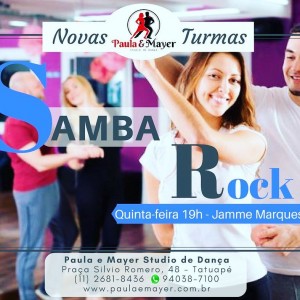 Novas Turmas
Paula & Mayer
SAMBA
Rock
Quinta-feira 19h - Jamme Marques
Paula e Mayer Studio de Dança
Praça Silvio Romero, 48 - Tatuapé
(11) 2681-8436 94038-7100
www.paulaemayer.com.br